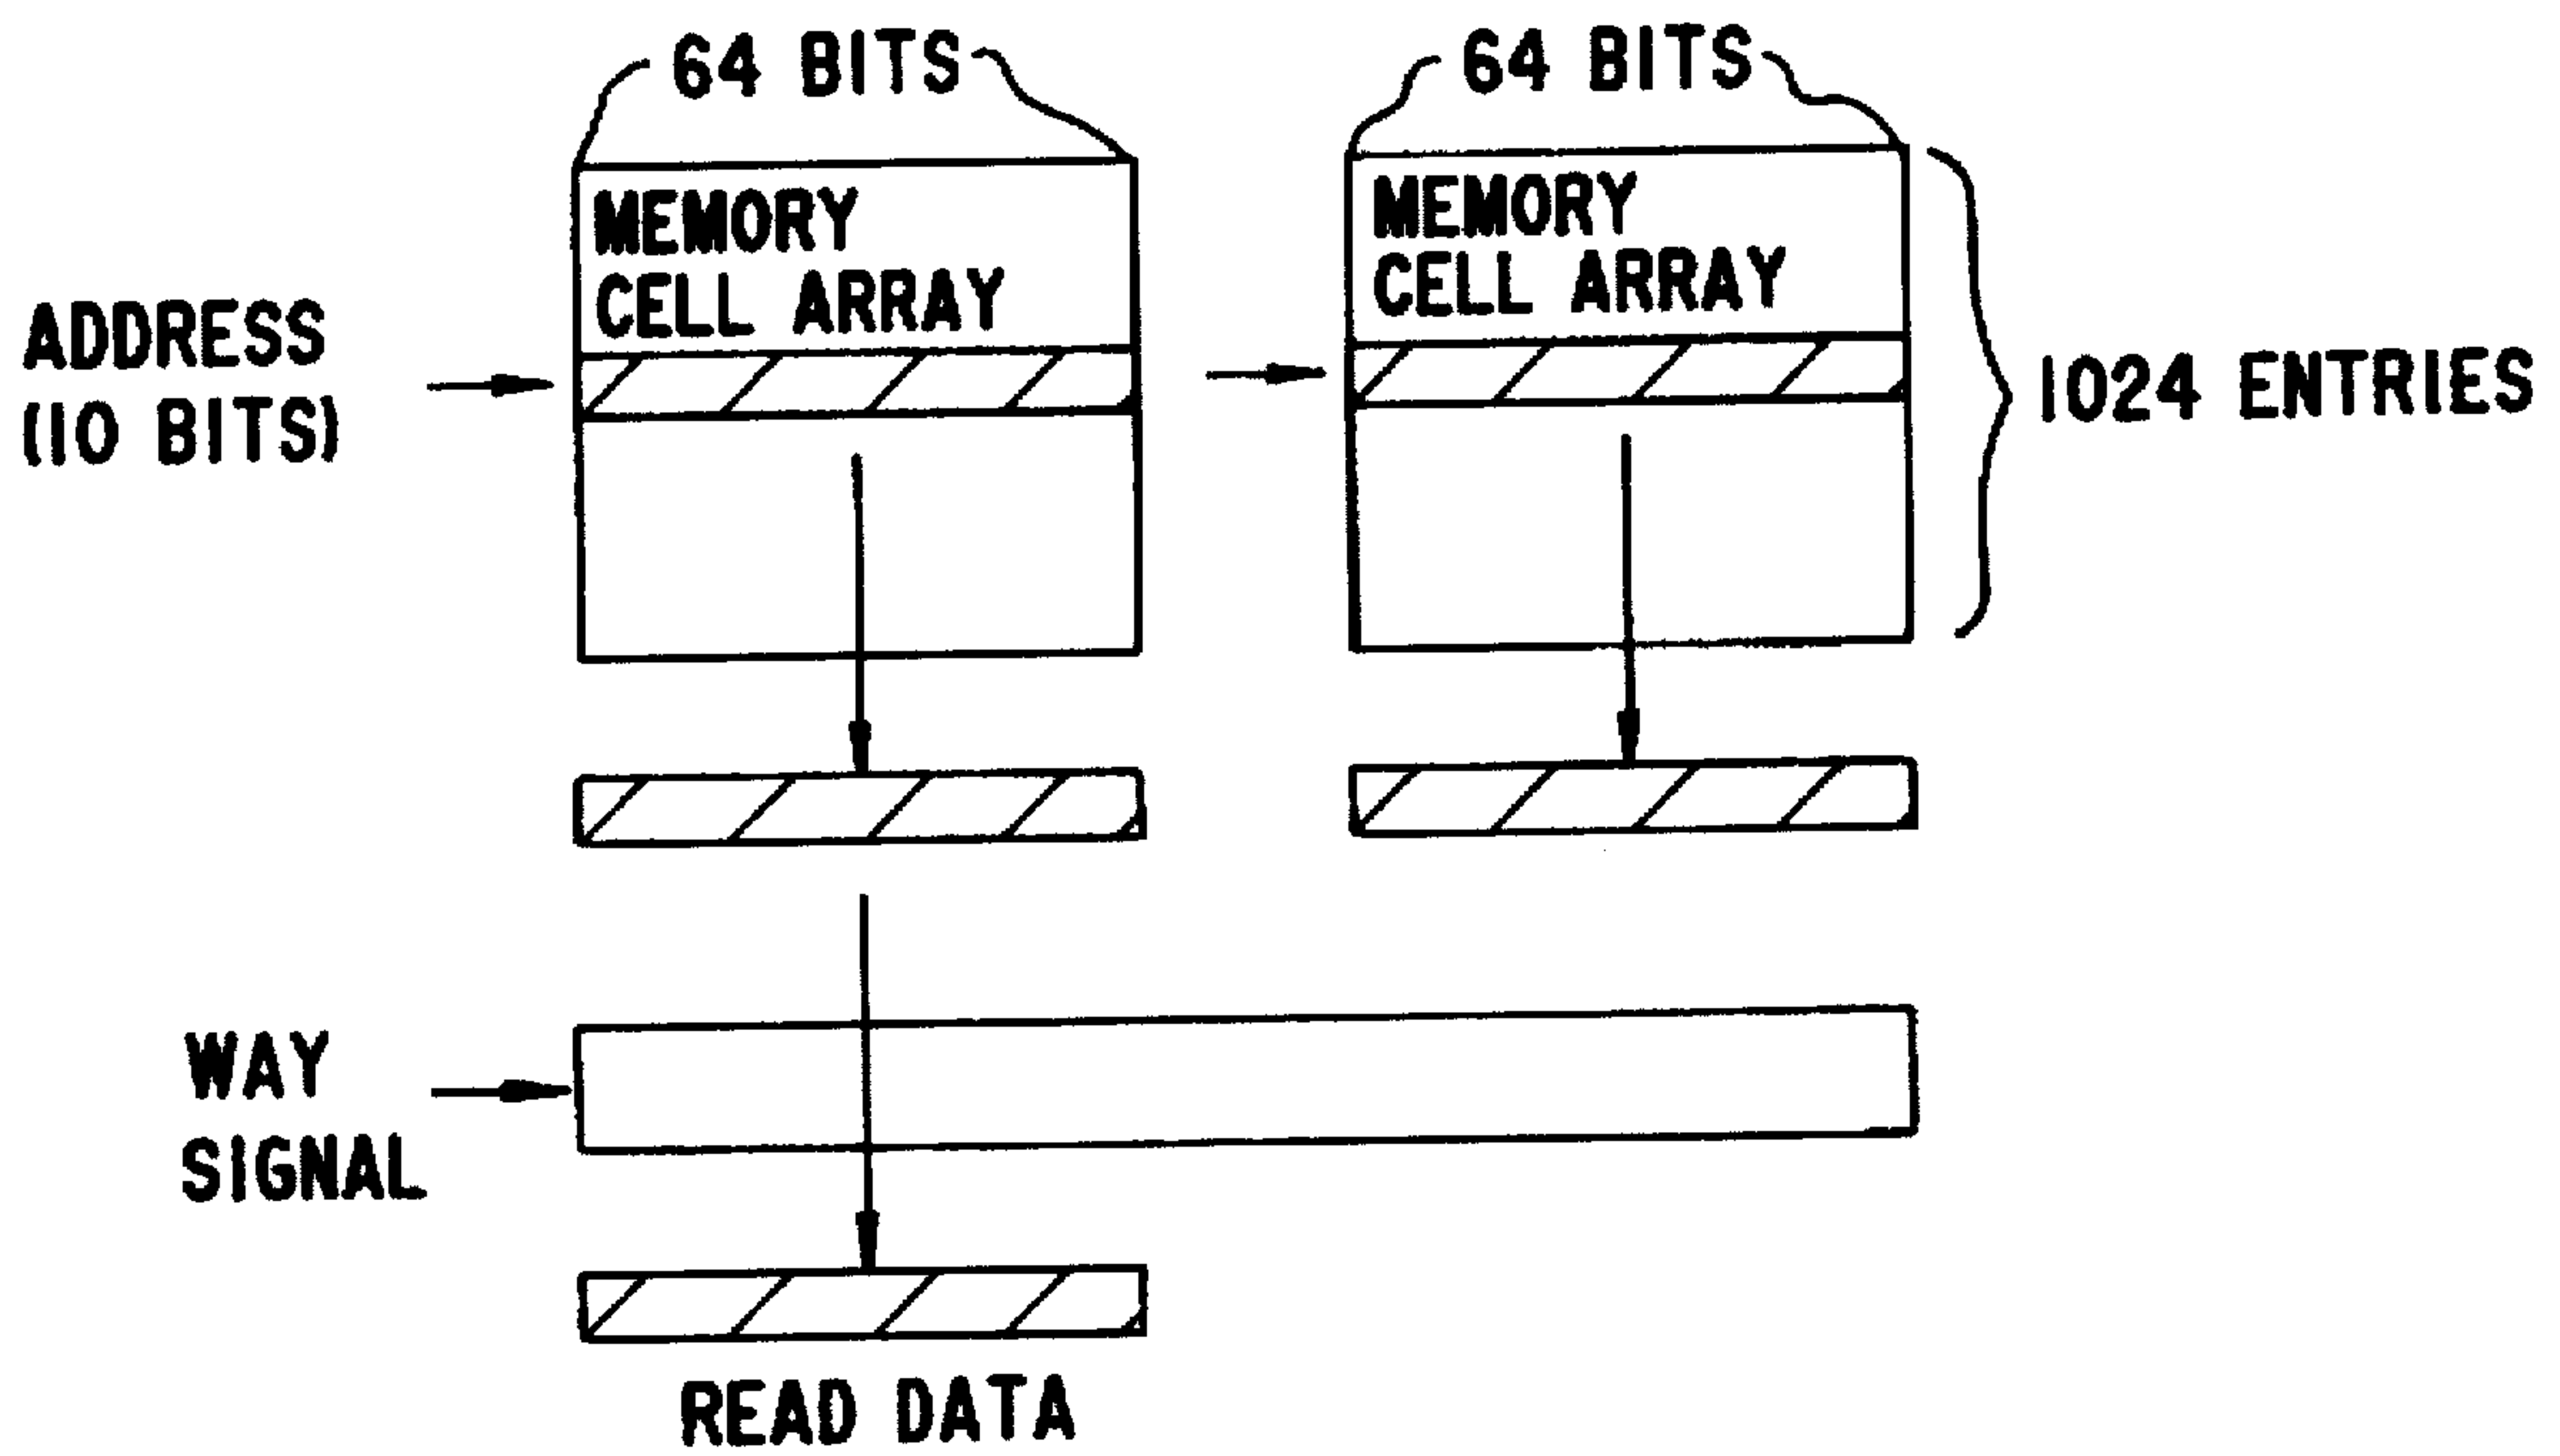 64 BITS
64 BITS
MEMORY
CELL ARRAY
MEMORY
CELL ARRAY
ADDRESS
(10 BITS)
1024 ENTRIES
WAY
SIGNAL
READ DATA